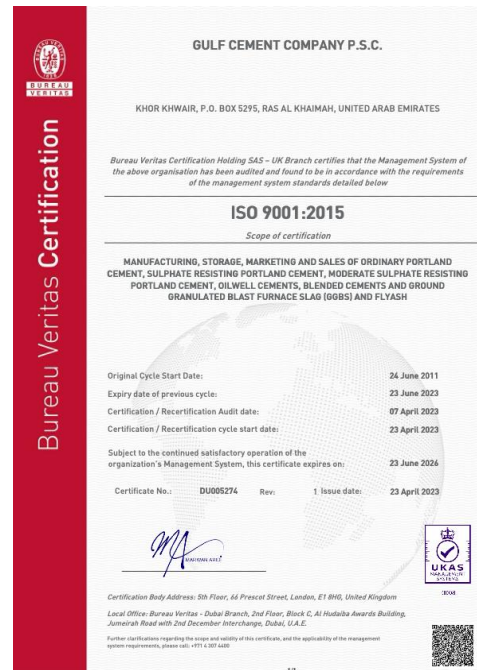 GULF CEMENT COMPANY P.S.C.
BUREAU
VERITAS
Bureau Veritas Certification
KHOR KHWAIR, P.O. BOX 5295, RAS AL KHAIMAH, UNITED ARAB EMIRATES
Bureau Veritas Certification Holding SAS – UK Branch certifies that the Management System of
the above organisation has been audited and found to be in accordance with the requirements
of the management system standards detailed below
ISO 9001:2015
Scope of certification
MANUFACTURING, STORAGE, MARKETING AND SALES OF ORDINARY PORTLAND
CEMENT, SULPHATE RESISTING PORTLAND CEMENT, MODERATE SULPHATE RESISTING
PORTLAND CEMENT, OILWELL CEMENTS, BLENDED CEMENTS AND GROUND
GRANULATED BLAST FURNACE SLAG (GGBS) AND FLYASH
Original Cycle Start Date: 24 June 2011
Expiry date of previous cycle: 23 June 2023
Certification / Recertification Audit date: 07 April 2023
Certification / Recertification cycle start date: 23 April 2023
Subject to the continued satisfactory operation of the
organization's Management System, this certificate expires on: 23 June 2026
Certificate No.: DU005274 Rev: 1 Issue date: 23 April 2023
UKAS
MANAGEMENT
SYSTEMS
0008
Certification Body Address: 5th Floor, 66 Prescot Street, London, E1 8HG, United Kingdom
Local Office: Bureau Veritas - Dubai Branch, 2nd Floor, Block C, Al Hudaiba Awards Building,
Jumeirah Road with 2nd December Interchange, Dubai, U.A.E.
Further clarifications regarding the scope and validity of this certificate, and the applicability of the management
system requirements, please call: +971 4 307 4400